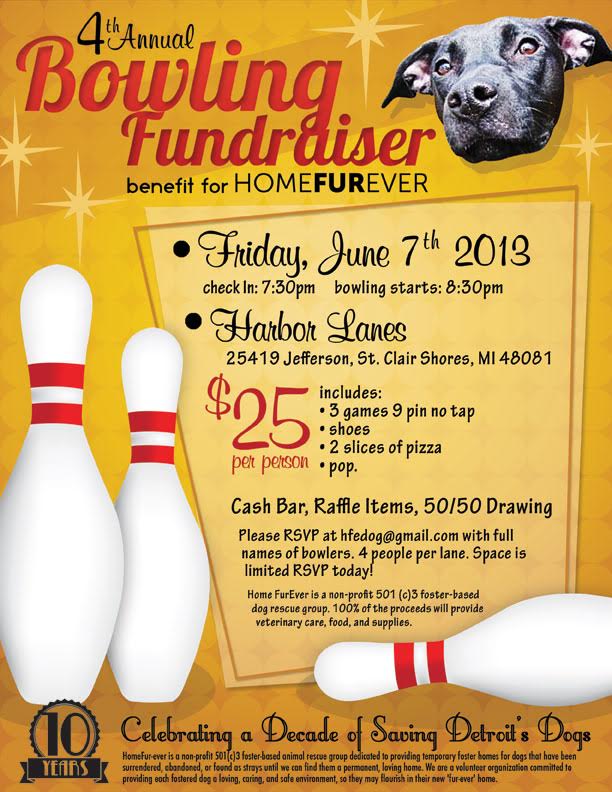 4th Annual
Bowling
Fundraiser
benefit for HOMEFUREVER
• Friday, June 7th 2013
check In: 7:30pm bowling starts: 8:30pm
• Harbor Lanes
25419 Jefferson, St. Clair Shores, MI 48081
$25
per person
includes:
• 3 games 9 pin no tap
• shoes
• 2 slices of pizza
• pop.
Cash Bar, Raffle Items, 50/50 Drawing
Please RSVP at hfedog@gmail.com with full
names of bowlers. 4 people per lane. Space is
limited RSVP today!
Home FurEver is a non-profit 501 (c)3 foster-based
dog rescue group. 100% of the proceeds will provide
veterinary care, food, and supplies.
10
YEARS
Celebrating a Decade of Saving Detroit's Dogs
HomeFur-ever is a non-profit 501(c)3 foster-based animal rescue group dedicated to providing temporary foster homes for dogs that have been
surrendered, abandoned, or found as strays until we can find them a permanent, loving home. We are a volunteer organization committed to
providing each fostered dog a loving, caring, and safe environment, so they may flourish in their new 'fur-ever' home.